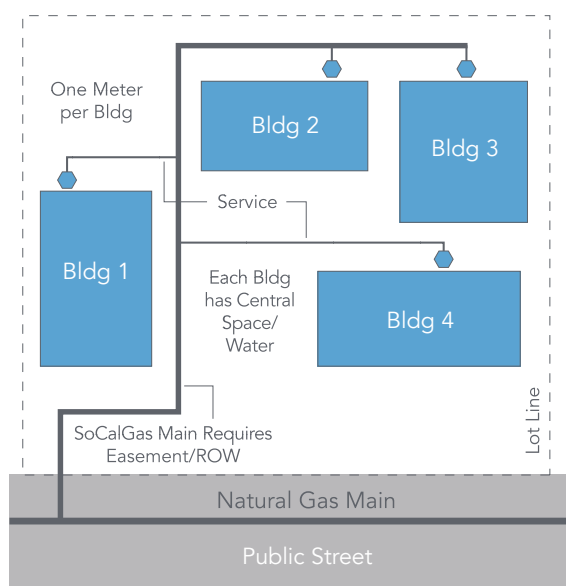 One Meter
per Bldg
Bldg 2
Bldg 3
Service
Bldg 1
Each Bldg
has Central
Space/
Water
Bldg 4
SoCalGas Main Requires
Easement/ROW
Lot Line
Natural Gas Main
Public Street